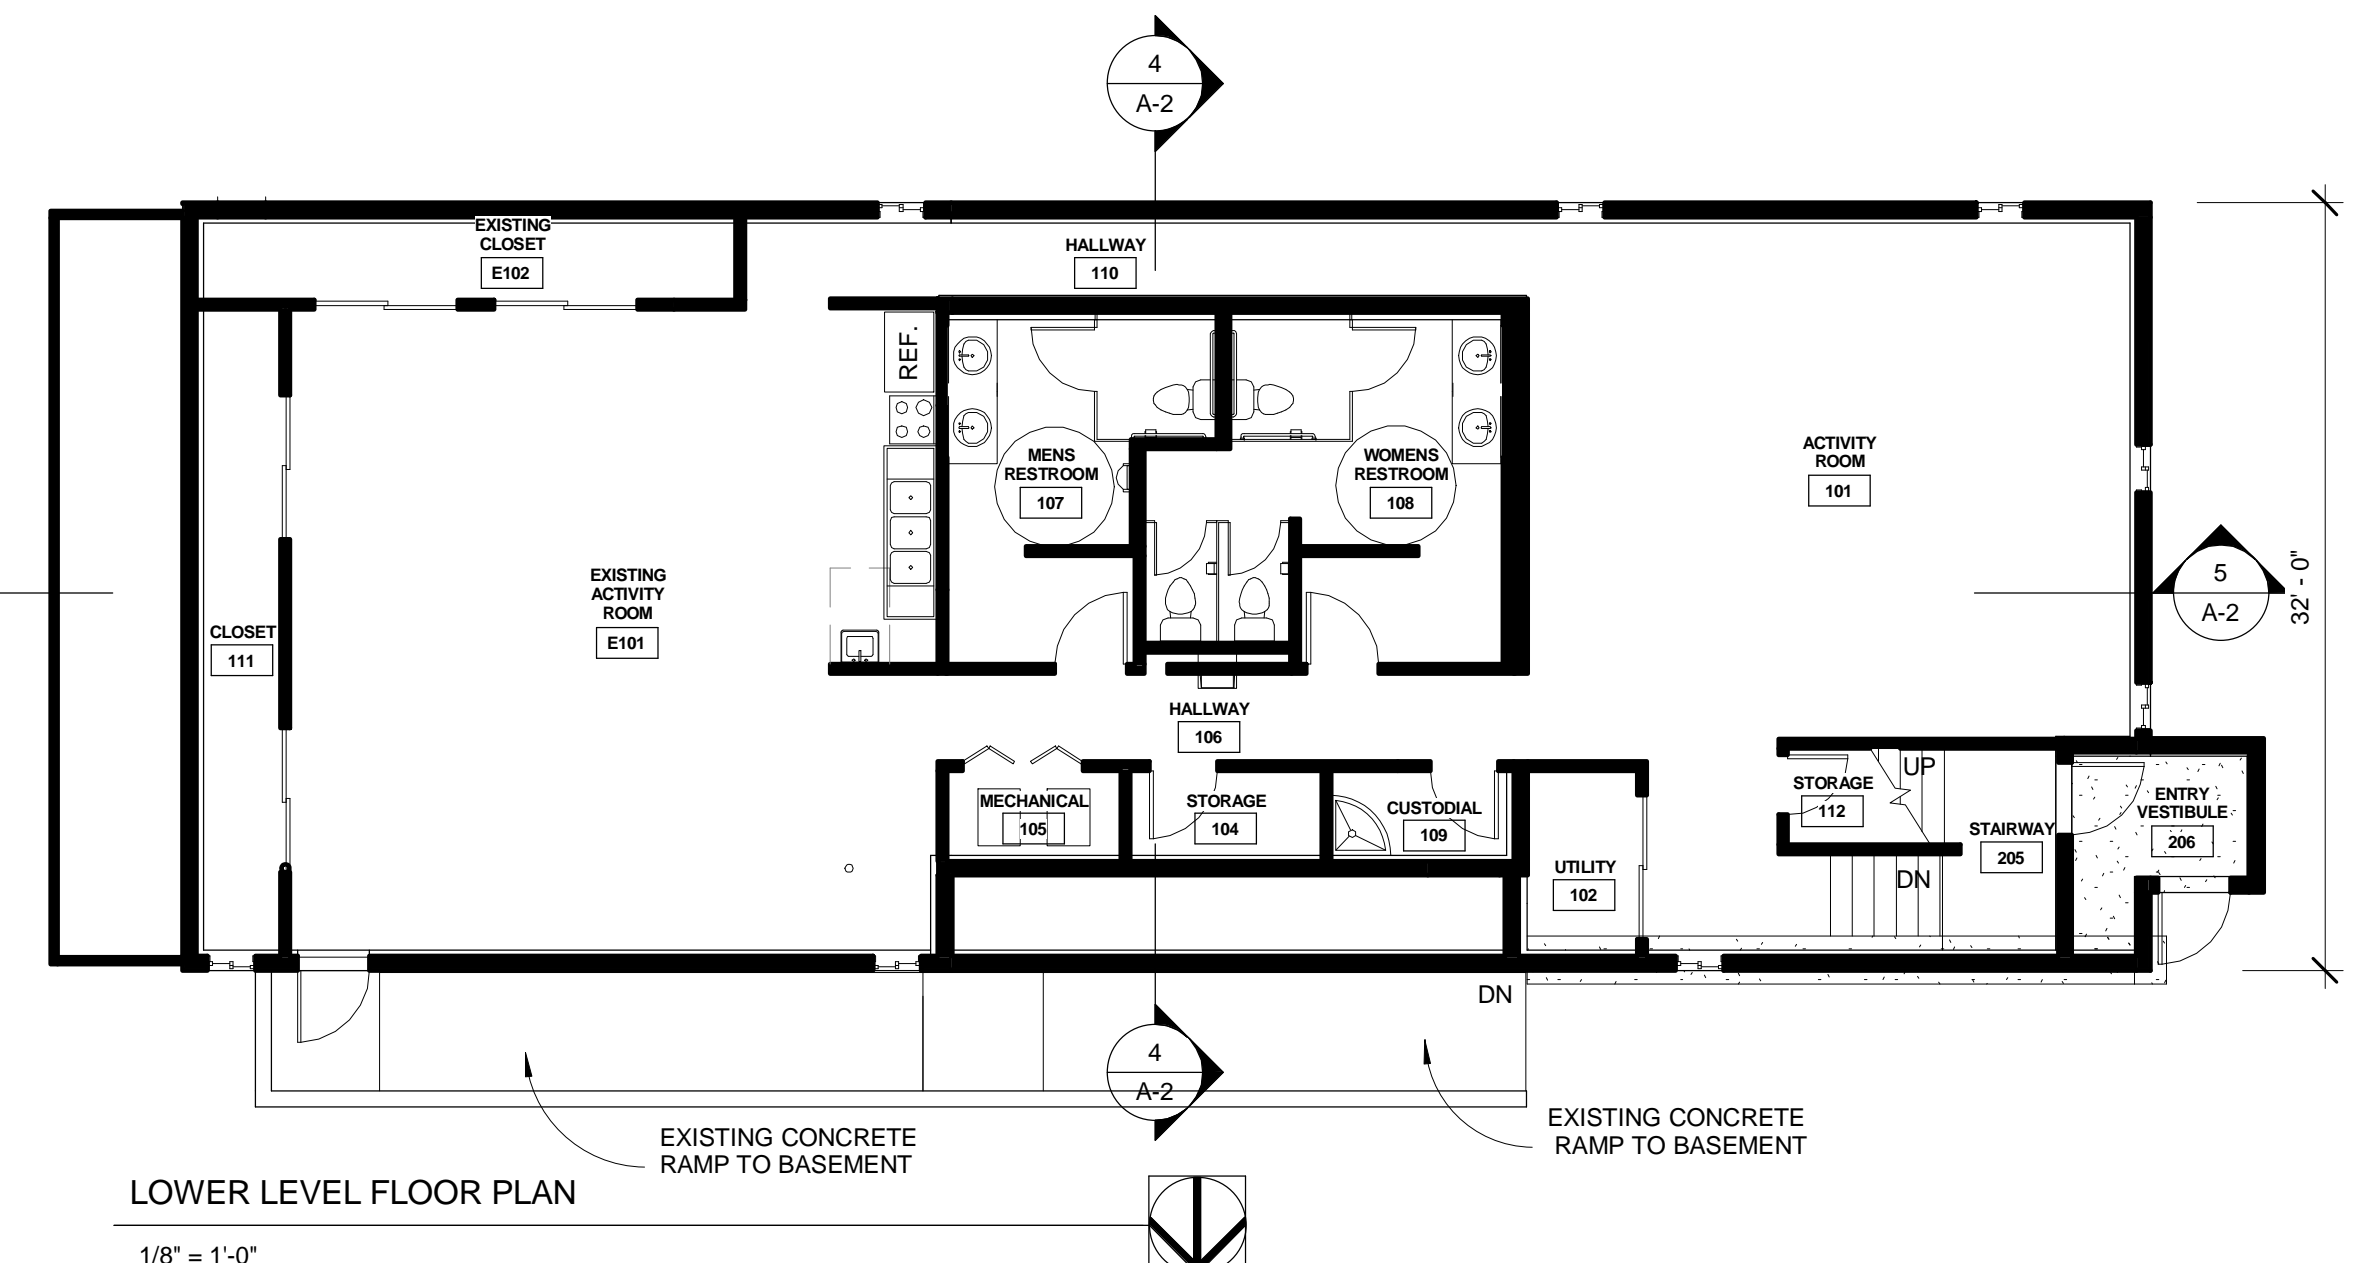 4
A-2
EXISTING
CLOSET
E102
HALLWAY
110
REF.
MENS
RESTROOM
107
WOMENS
RESTROOM
108
ACTIVITY
ROOM
101
EXISTING
ACTIVITY
ROOM
E101
CLOSET
111
5
A-2
32' - 0"
HALLWAY
106
MECHANICAL
105
STORAGE
104
CUSTODIAL
109
UTILITY
102
STORAGE
112
UP
DN
STAIRWAY
205
ENTRY
VESTIBULE
206
DN
4
A-2
EXISTING CONCRETE
RAMP TO BASEMENT
EXISTING CONCRETE
RAMP TO BASEMENT
LOWER LEVEL FLOOR PLAN
1/8" = 1'-0"